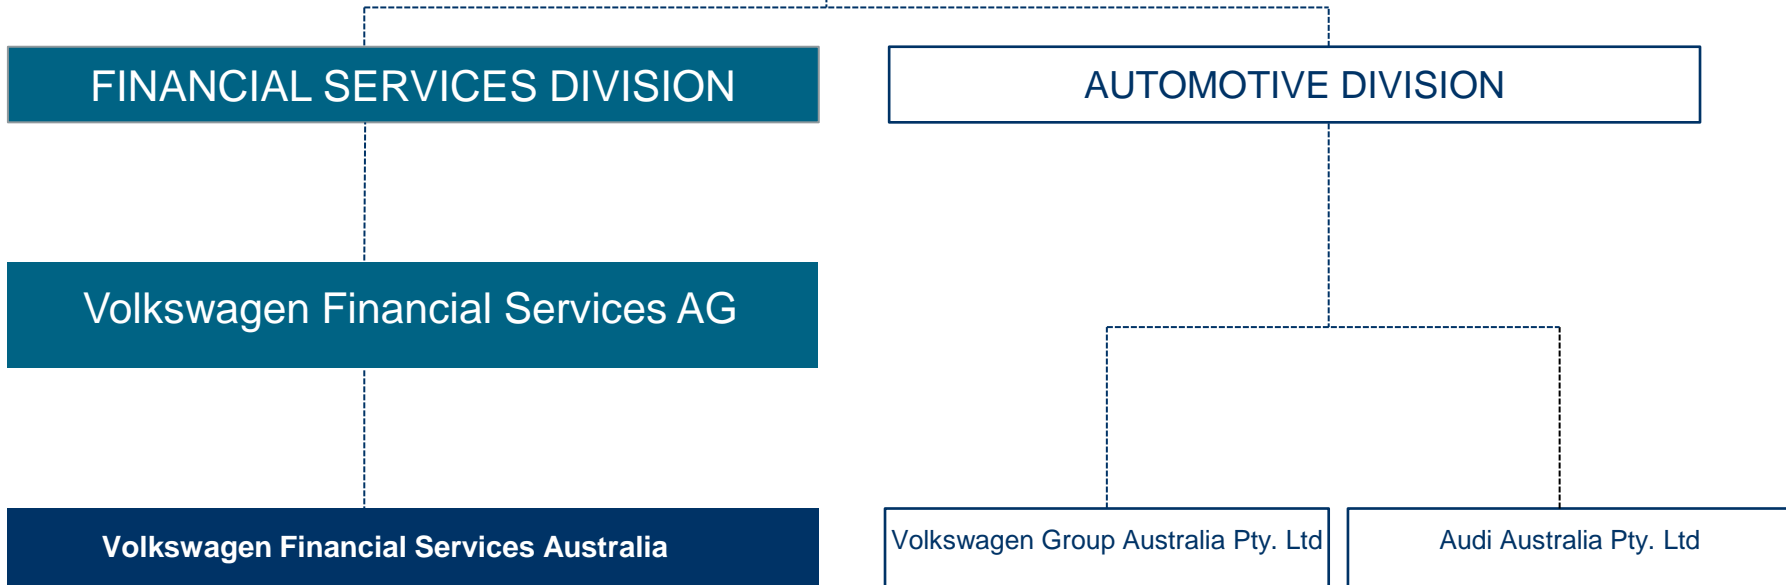 FINANCIAL SERVICES DIVISION
AUTOMOTIVE DIVISION
Volkswagen Financial Services AG
Volkswagen Financial Services Australia
Volkswagen Group Australia Pty. Ltd
Audi Australia Pty. Ltd